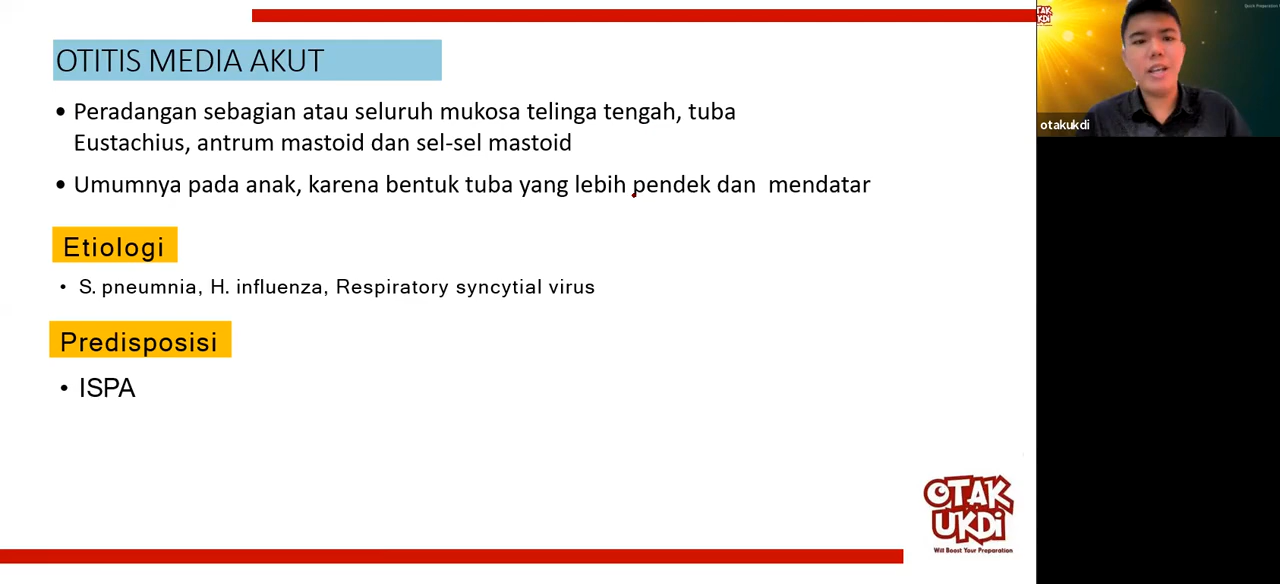 OTITIS MEDIA AKUT
• Peradangan sebagian atau seluruh mukosa telinga tengah, tuba
Eustachius, antrum mastoid dan sel-sel mastoid
• Umumnya pada anak, karena bentuk tuba yang lebih pendek dan mendatar
Etiologi
• S. pneumnia, H. influenza, Respiratory syncytial virus
Predisposisi
• ISPA
OTAK
UKDi
Will Boost Your Preparation
otakukdi